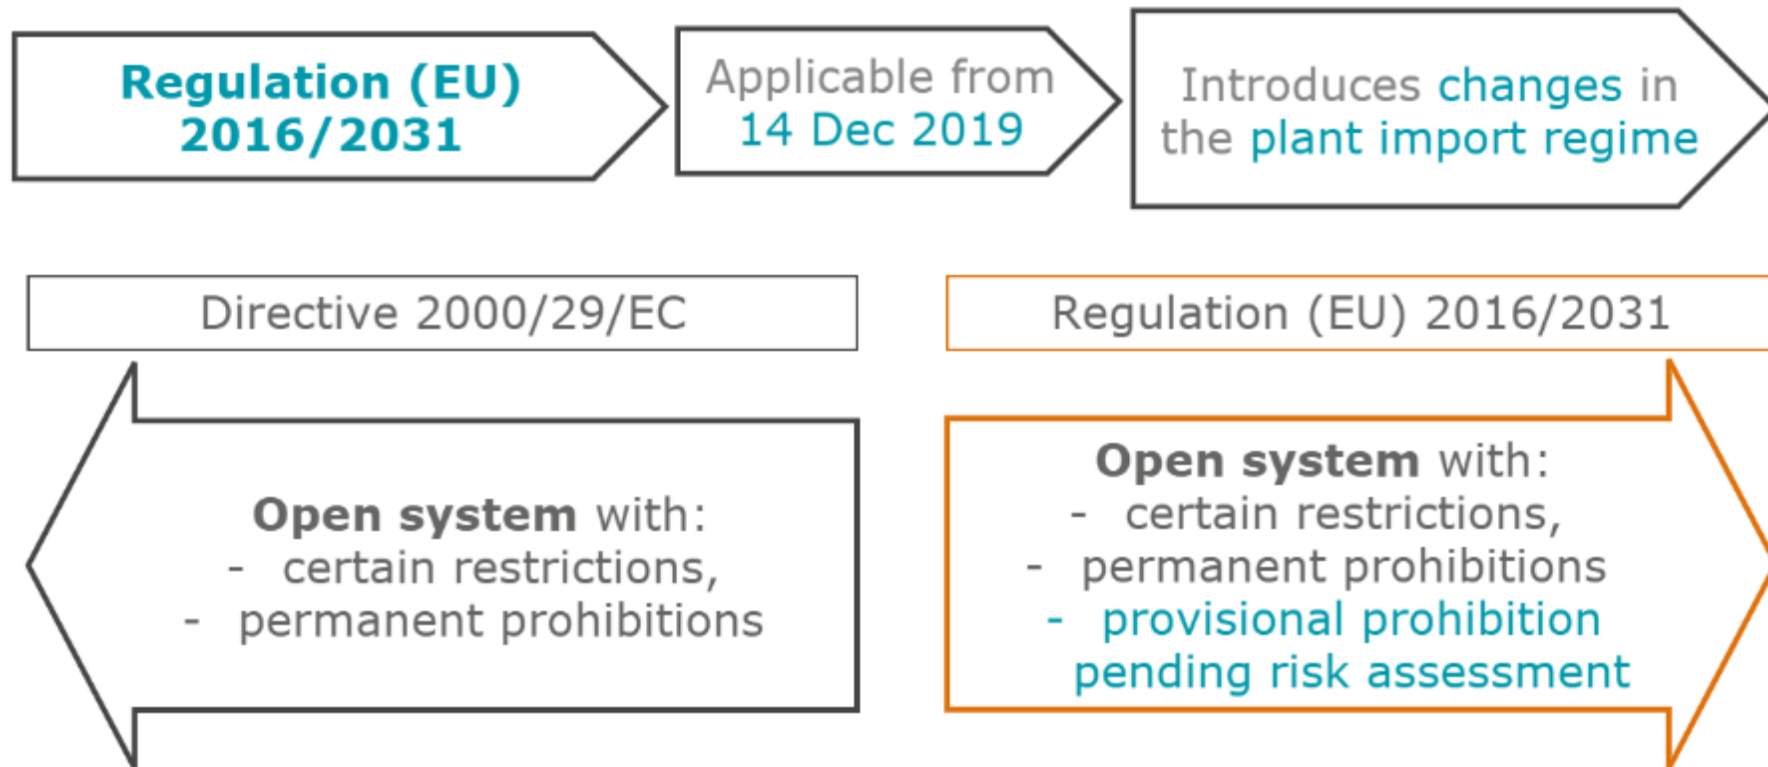 Regulation (EU)
2016/2031
Applicable from
14 Dec 2019
Introduces changes in
the plant import regime
Directive 2000/29/EC
Open system with:
- certain restrictions,
- permanent prohibitions
Regulation (EU) 2016/2031
Open system with:
- certain restrictions,
- permanent prohibitions
- provisional prohibition
pending risk assessment